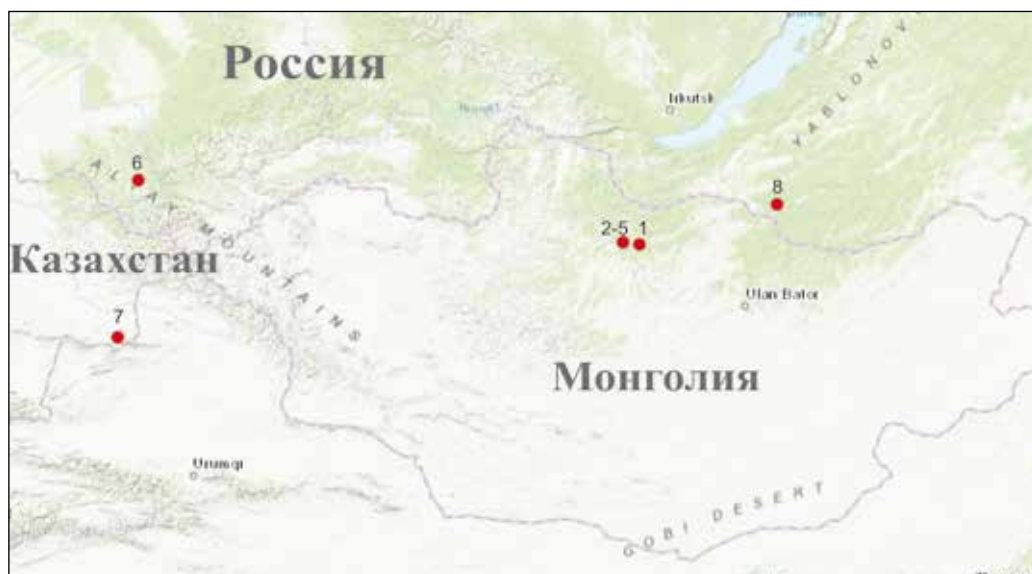 Россия
Irkutsk
YABLONOV
6
ALTAY MOUNTAINS
8
2-5 1
Казахстан
Ulan Bator
7
Монголия
Urumqi
GOBI DESERT